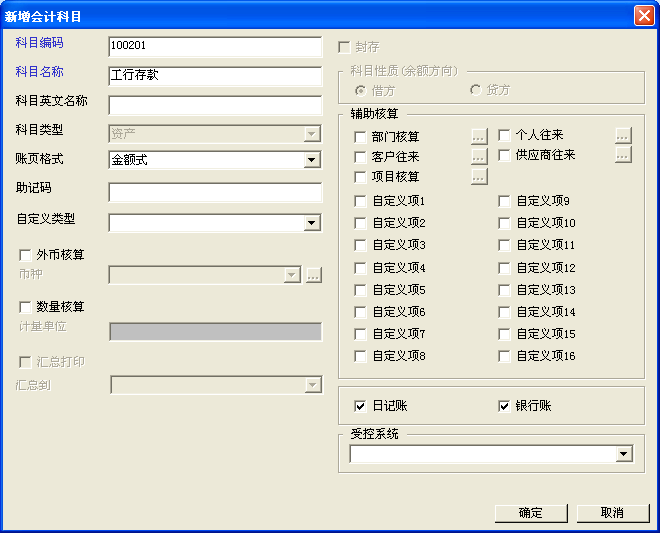 新增会计科目
科目编码 100201
科目名称 工行存款
科目英文名称
科目类型 资产
账页格式 金额式
助记码
自定义类型
外币核算
币种 ...
数量核算
计量单位
汇总打印
汇总到
封存
科目性质(余额方向)
借方 贷方
辅助核算
部门核算 ... 个人往来 ...
客户往来 ... 供应商往来 ...
项目核算 ...
自定义项1 自定义项9
自定义项2 自定义项10
自定义项3 自定义项11
自定义项4 自定义项12
自定义项5 自定义项13
自定义项6 自定义项14
自定义项7 自定义项15
自定义项8 自定义项16
日记账 银行账
受控系统
确定 取消